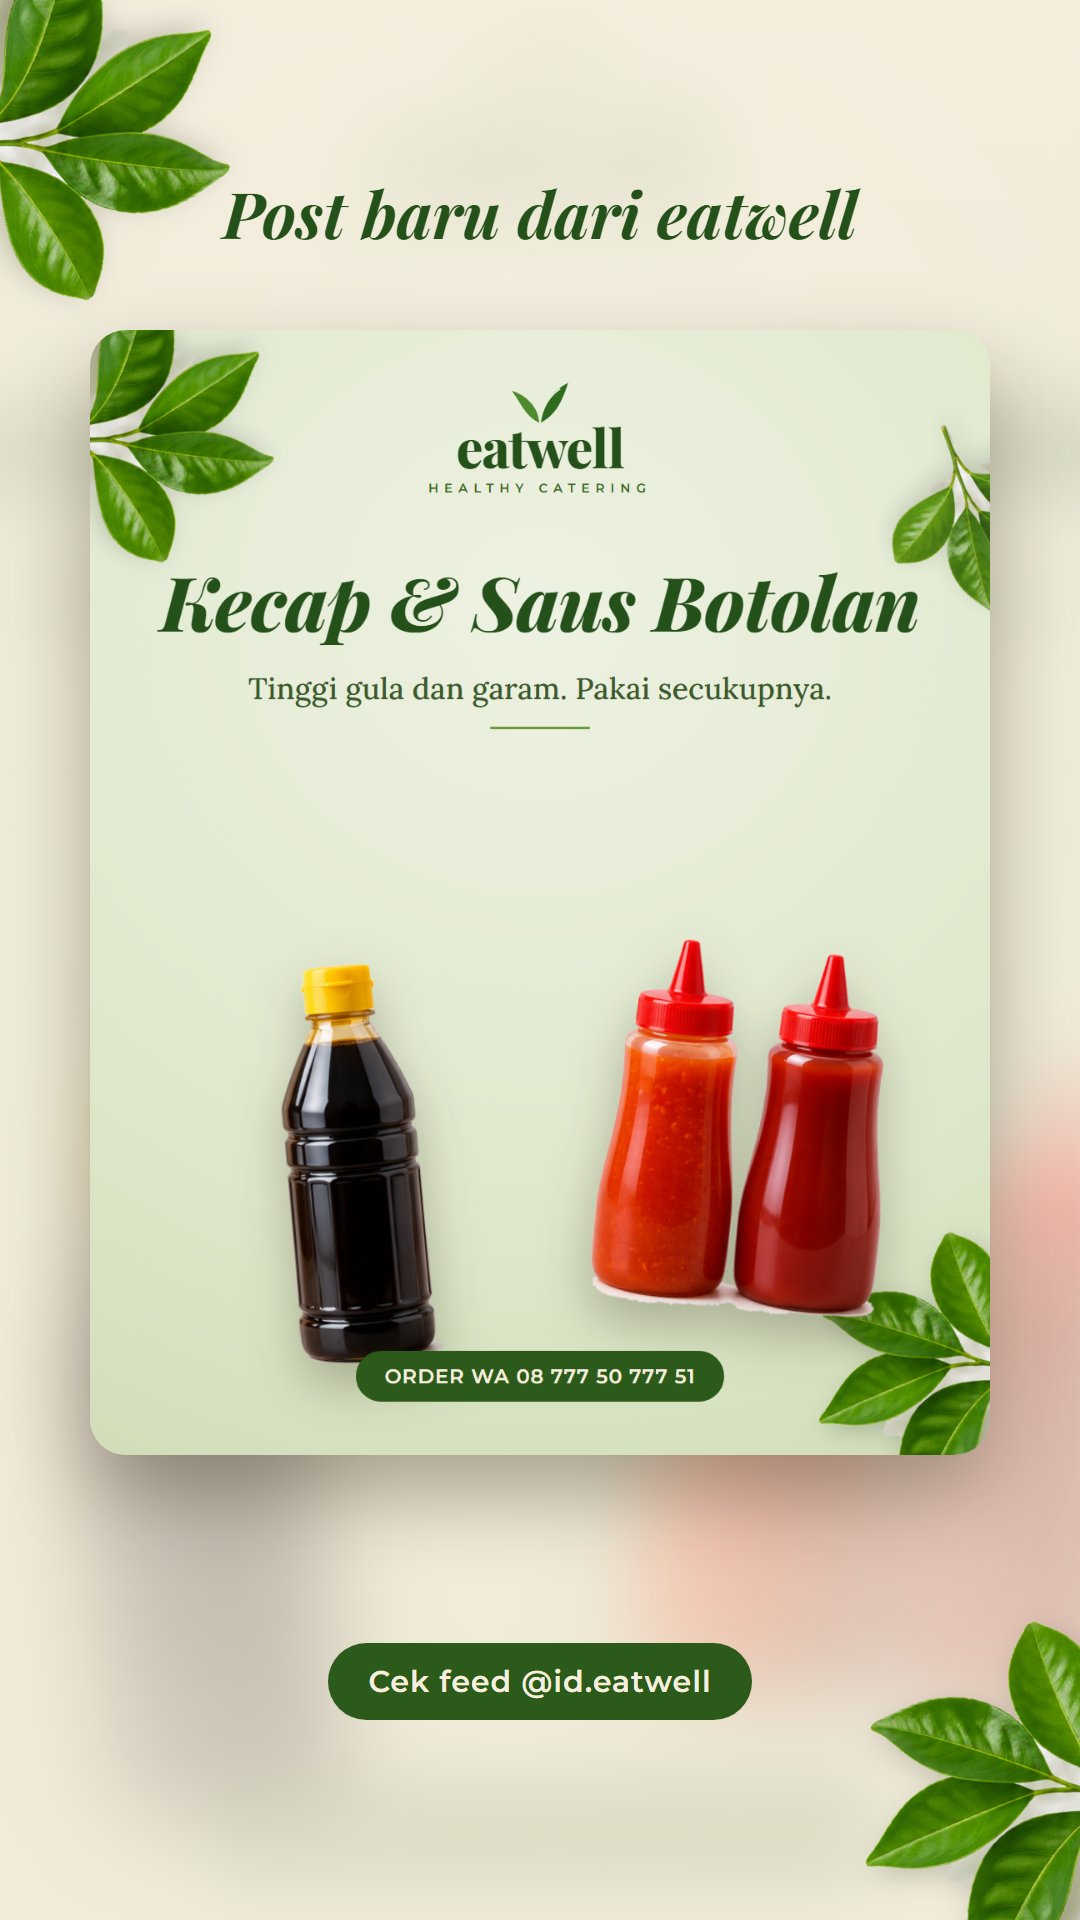 Post baru dari eatwell
eatwell
HEALTHY CATERING
Kecap & Saus Botolan
Tinggi gula dan garam. Pakai secukupnya.
ORDER WA 08 777 50 777 51
Cek feed @id.eatwell